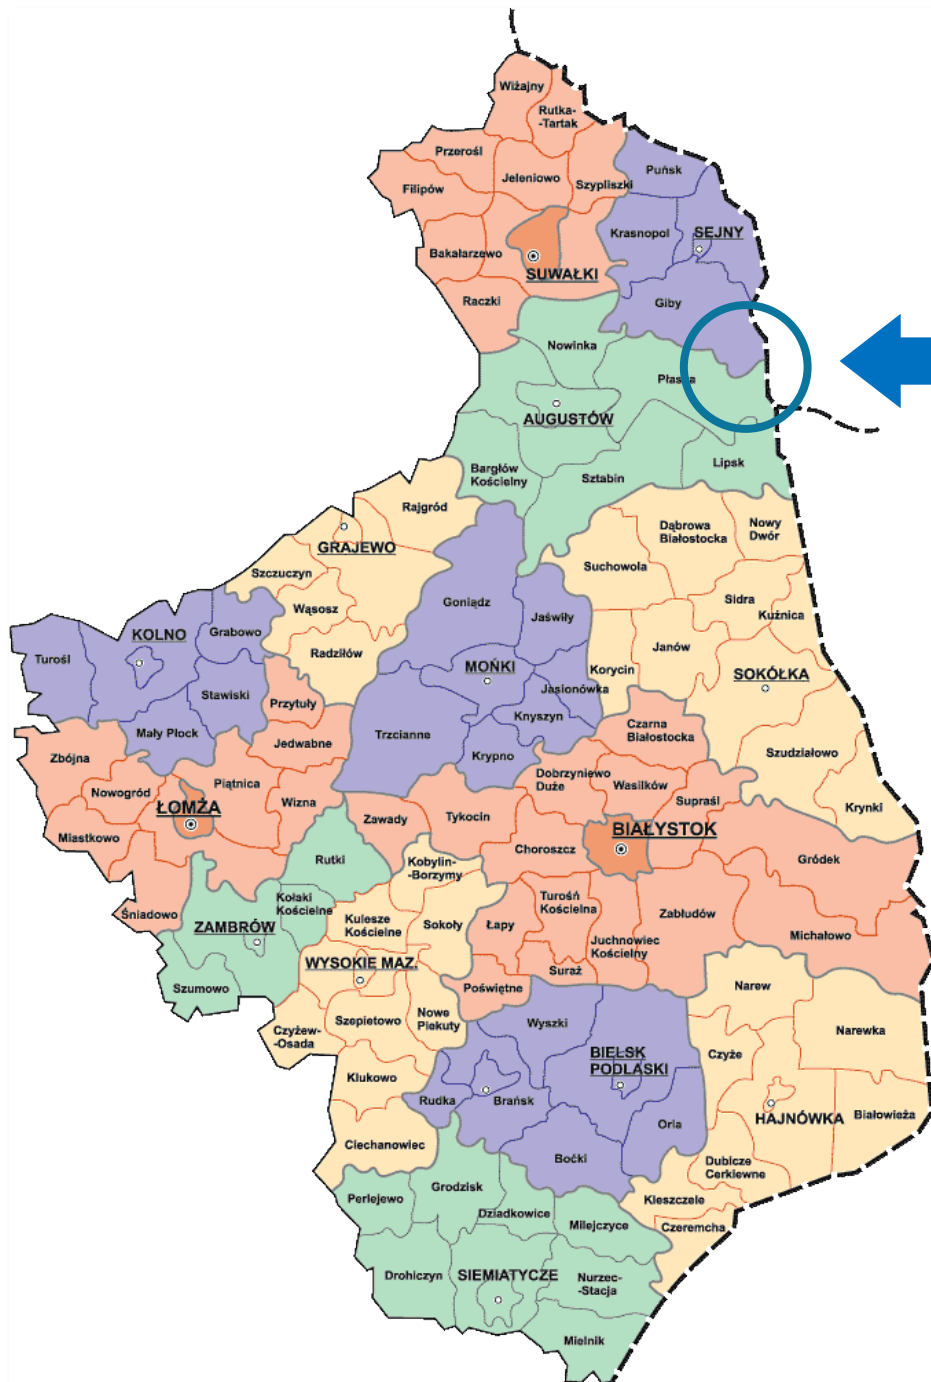 Wiżajny
Rutka-
-Tartak
Przerośl
Puńsk
Jeleniowo
Szypliszki
Filipów
Krasnopol
SEJNY
Bakałarzewo
SUWAŁKI
Raczki
Giby
Nowinka
Płaska
AUGUSTÓW
Bargłów
Kościelny
Sztabin
Lipsk
Rajgród
GRAJEWO
Dąbrowa
Białostocka
Nowy
Dwór
Szczuczyn
Suchowola
Wąsosz
Goniądz
Sidra
Kuźnica
Jaświły
Grabowo
KOLNO
Radziłów
Janów
Turośl
MOŃKI
Korycin
SOKÓŁKA
Stawiski
Jasionówka
Przytuły
Knyszyn
Trzcianne
Czarna
Białostocka
Mały Płock
Jedwabne
Krypno
Szudziałowo
Zbójna
Dobrzyniewo
Duże
Wasilków
Nowogród
Piątnica
Wizna
Supraśl
Krynki
ŁOMŻA
Zawady
Tykocin
BIAŁYSTOK
Miastkowo
Choroszcz
Rutki
Kobylin-
-Borzymy
Gródek
Kołaki
Kościelne
Turośń
Kościelna
Zabłudów
Śniadowo
ZAMBRÓW
Kulesze
Kościelne
Sokoły
Łapy
Michałowo
Juchnowiec
Kościelny
WYSOKIE MAZ.
Suraż
Szumowo
Poświętne
Narew
Czyżew-
-Osada
Szepietowo
Nowe
Piekuty
Wyszki
Narewka
BIELSK
PODLASKI
Czyże
Klukowo
Rudka
Brańsk
Orla
HAJNÓWKA
Białowieża
Ciechanowiec
Boćki
Dubicze
Cerkiewne
Grodzisk
Perlejewo
Kleszczele
Dziadkowice
Milejczyce
Czeremcha
Drohiczyn
SIEMIATYCZE
Nurzec-
-Stacja
Mielnik